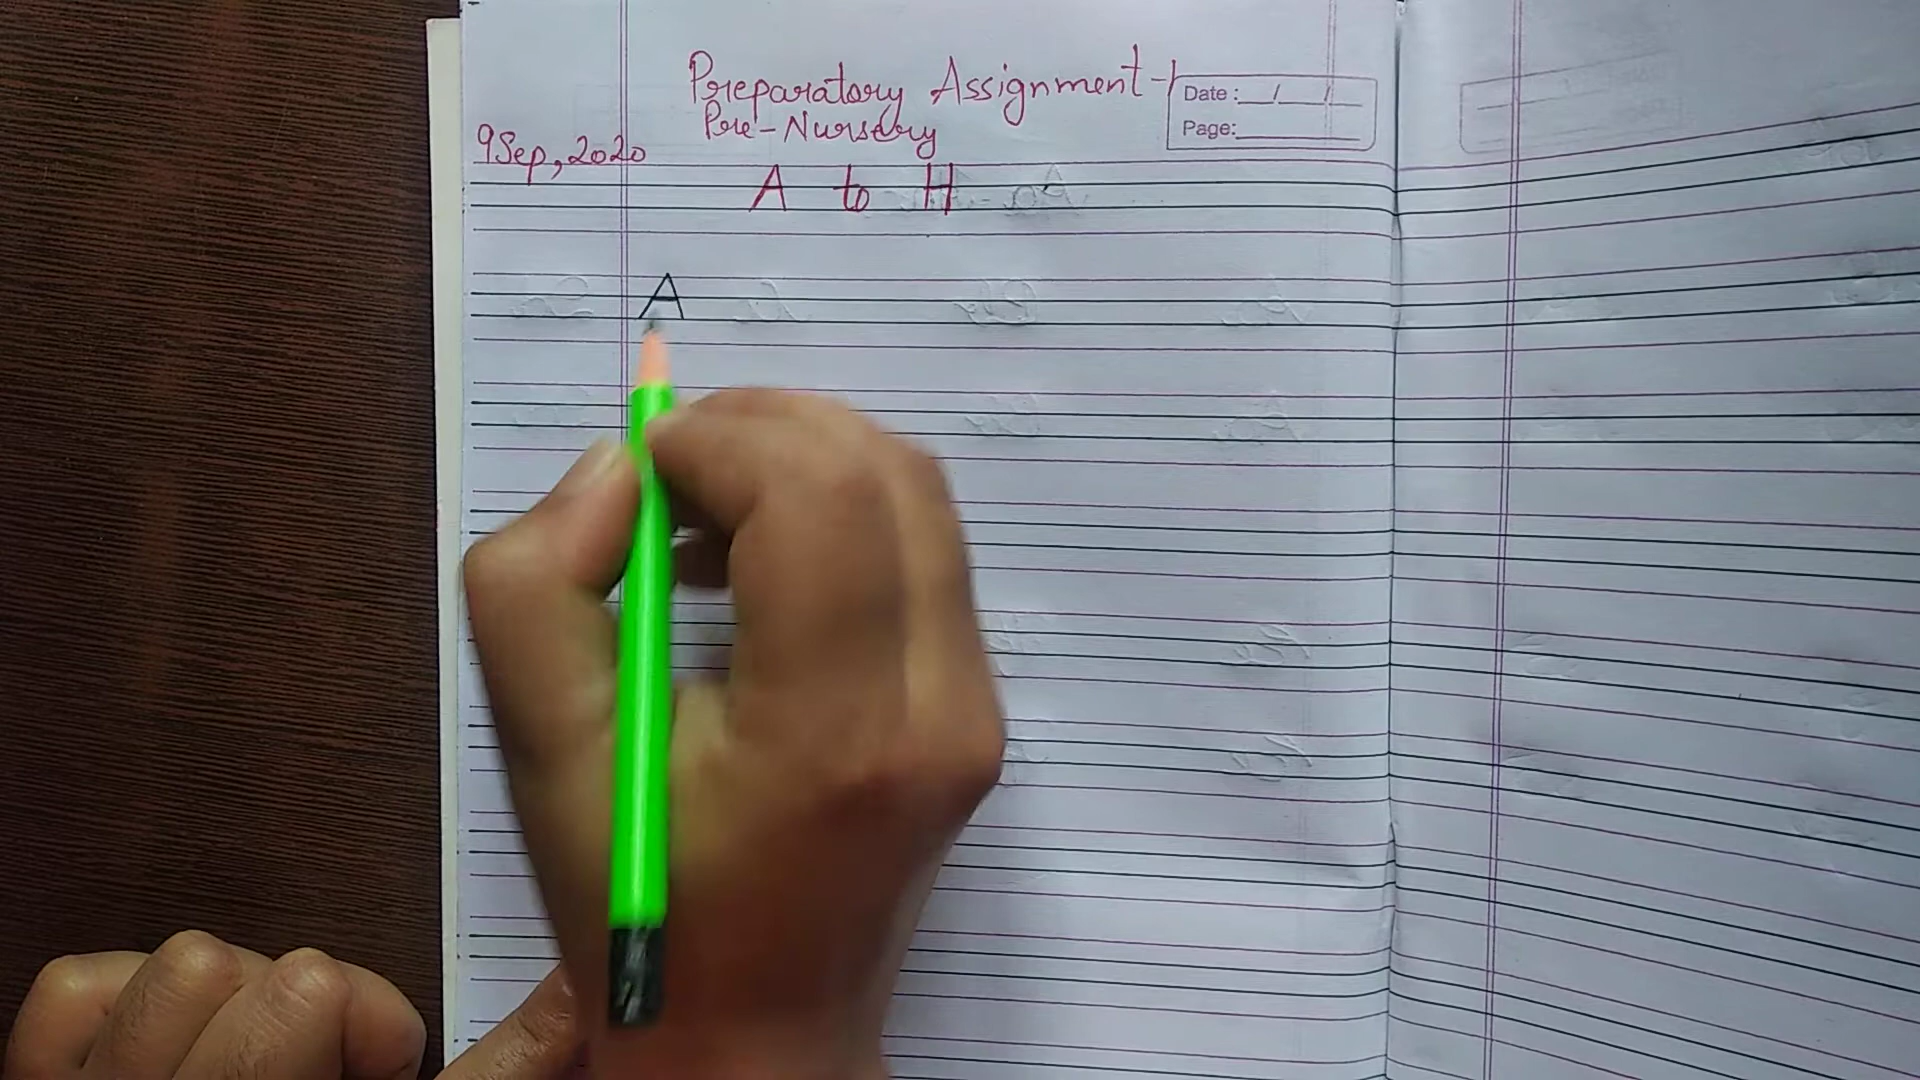 Preparatory Assignment-1
Date: / /
Pre-Nursery
Page:
9Sep,2020
A to H
A